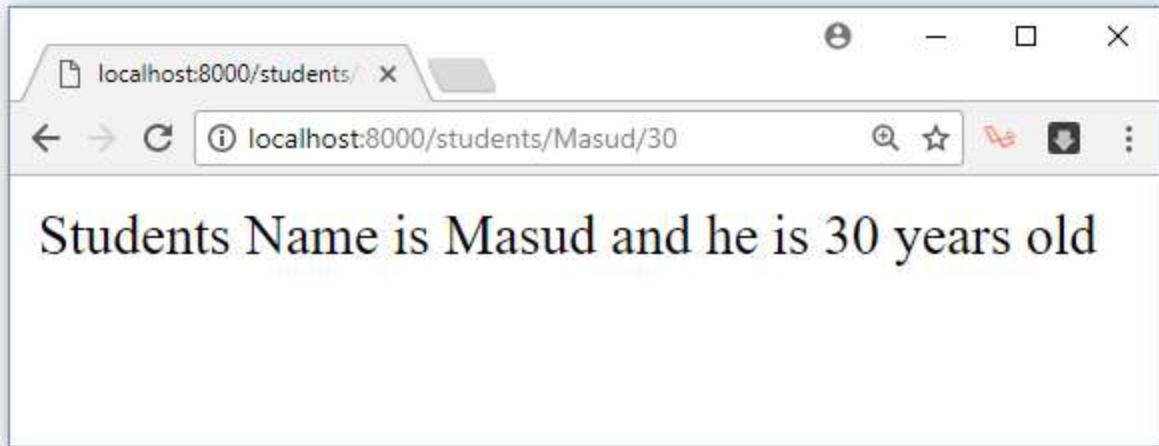 localhost:8000/students/
localhost:8000/students/Masud/30
Students Name is Masud and he is 30 years old